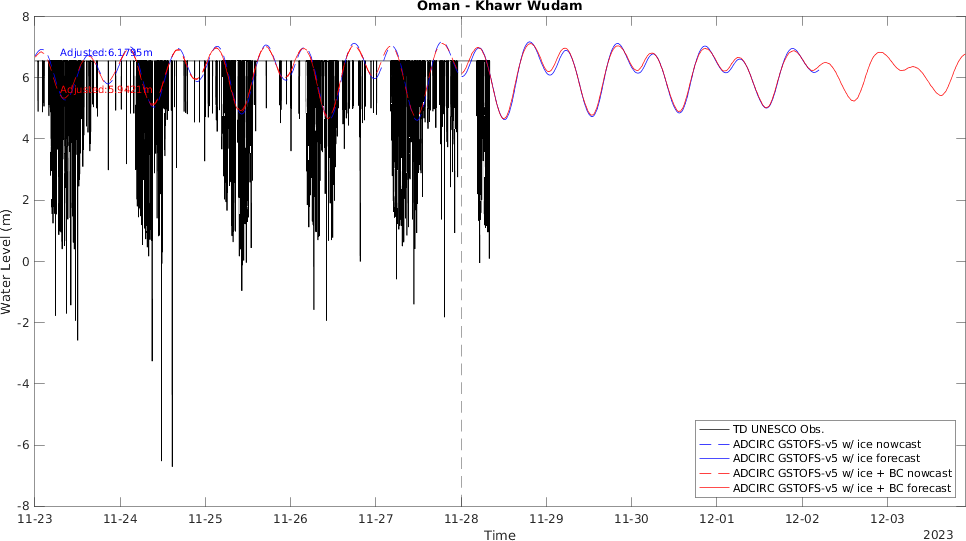 Oman - Khawr Wudam
8
6
4
2
0
-2
-4
-6
-8
Water Level (m)
Adjusted:6.1795m
Adjusted:5.9421m
TD UNESCO Obs.
ADCIRC GSTOFS-v5 w/ ice nowcast
ADCIRC GSTOFS-v5 w/ ice forecast
ADCIRC GSTOFS-v5 w/ ice + BC nowcast
ADCIRC GSTOFS-v5 w/ ice + BC forecast
11-23 11-24 11-25 11-26 11-27 11-28 11-29 11-30 12-01 12-02 12-03
Time
2023